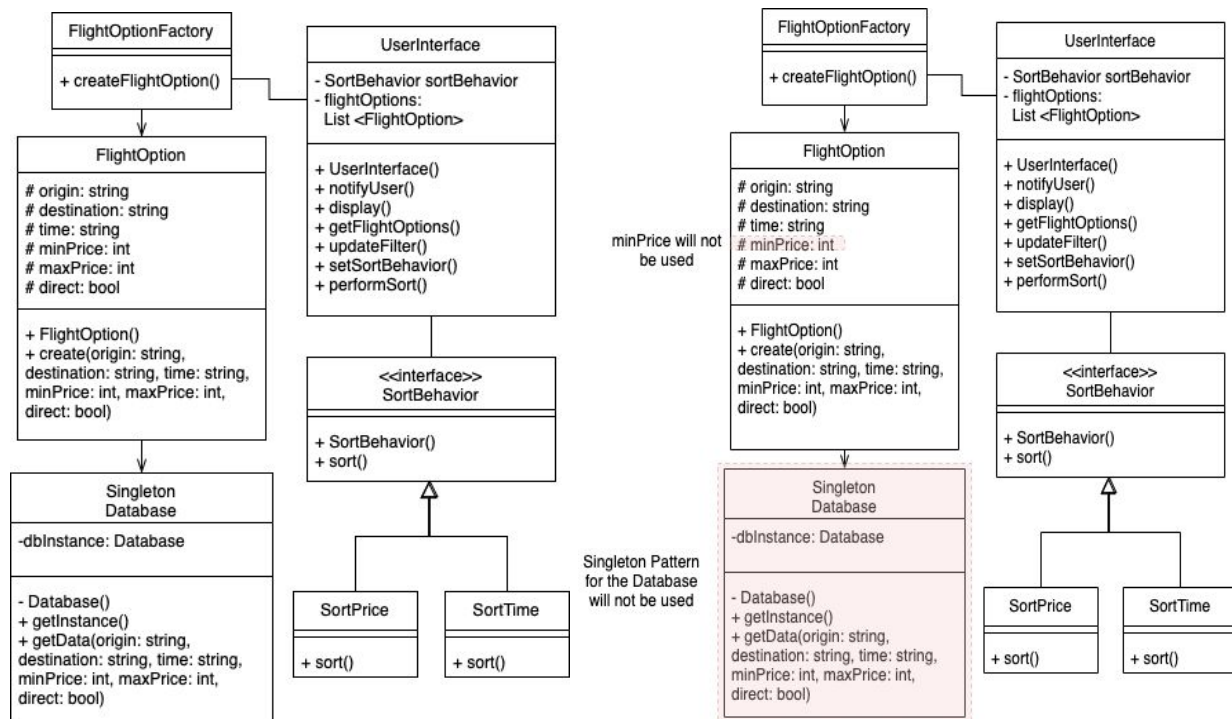 FlightOptionFactory
+ createFlightOption()
UserInterface
- SortBehavior sortBehavior
- flightOptions:
List <FlightOption>
+ UserInterface()
+ notifyUser()
+ display()
+ getFlightOptions()
+ updateFilter()
+ setSortBehavior()
+ performSort()
FlightOption
# origin: string
# destination: string
# time: string
# minPrice: int
# maxPrice: int
# direct: bool
+ FlightOption()
+ create(origin: string,
destination: string, time: string,
minPrice: int, maxPrice: int,
direct: bool)
<<interface>>
SortBehavior
+ SortBehavior()
+ sort()
Singleton
Database
-dbInstance: Database
- Database()
+ getInstance()
+ getData(origin: string,
destination: string, time: string,
minPrice: int, maxPrice: int,
direct: bool)
SortPrice
+ sort()
SortTime
+ sort()
FlightOptionFactory
+ createFlightOption()
UserInterface
- SortBehavior sortBehavior
- flightOptions:
List <FlightOption>
+ UserInterface()
+ notifyUser()
+ display()
+ getFlightOptions()
+ updateFilter()
+ setSortBehavior()
+ performSort()
FlightOption
# origin: string
# destination: string
# time: string
# minPrice: int
# maxPrice: int
# direct: bool
minPrice will not
be used
+ FlightOption()
+ create(origin: string,
destination: string, time: string,
minPrice: int, maxPrice: int,
direct: bool)
<<interface>>
SortBehavior
+ SortBehavior()
+ sort()
Singleton
Database
-dbInstance: Database
Singleton Pattern
for the Database
will not be used
- Database()
+ getInstance()
+ getData(origin: string,
destination: string, time: string,
minPrice: int, maxPrice: int,
direct: bool)
SortPrice
+ sort()
SortTime
+ sort()